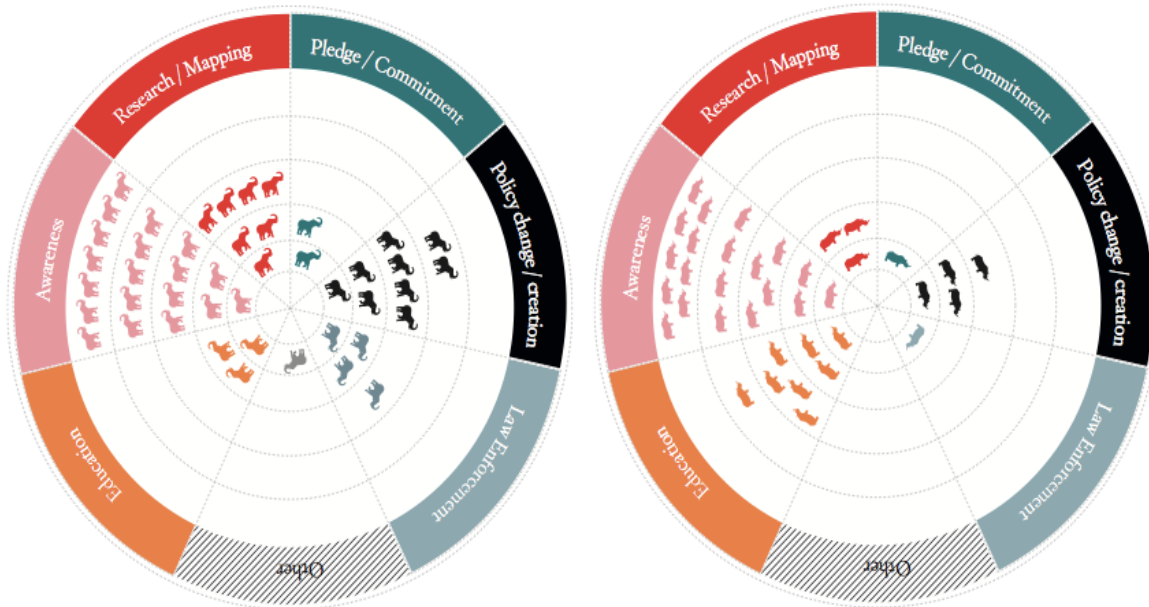 Research / Mapping
Pledge / Commitment
Policy change /
creation
Law Enforcement
Other
Education
Awareness
Research / Mapping
Pledge / Commitment
Policy change /
creation
Law Enforcement
Other
Education
Awareness